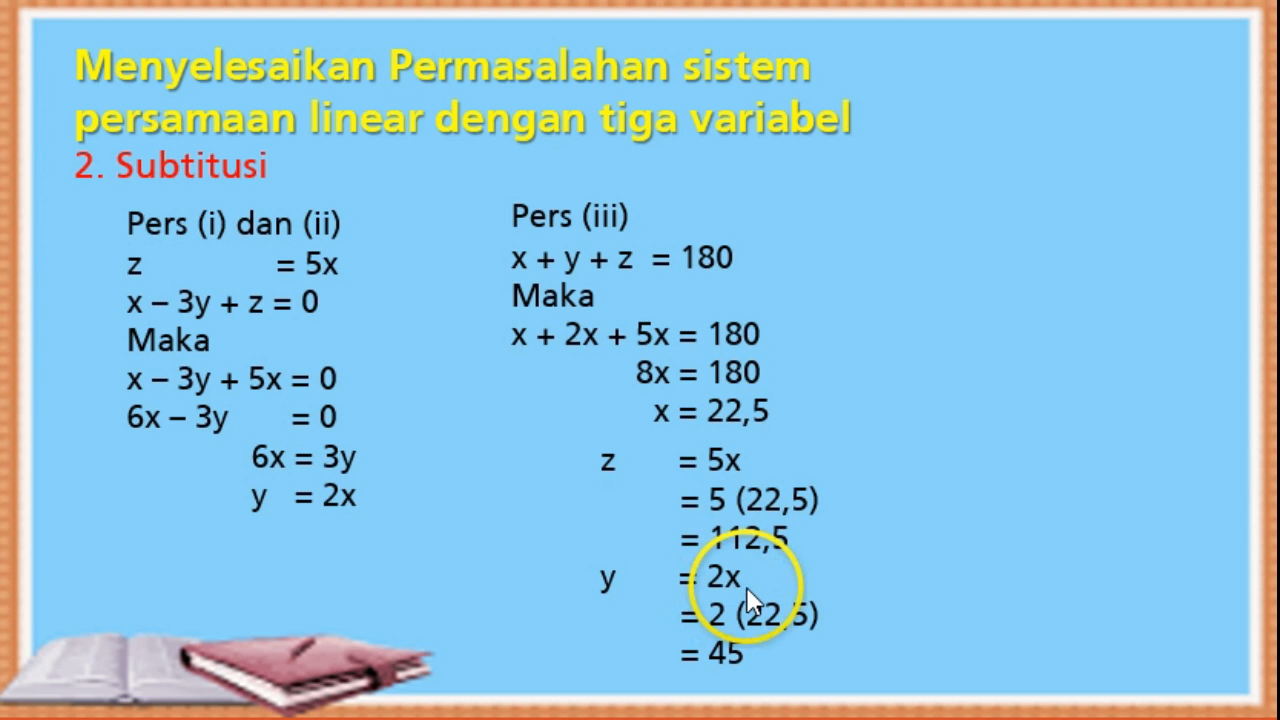 Menyelesaikan Permasalahan sistem
persamaan linear dengan tiga variabel
2. Subtitusi
Pers (i) dan (ii)
z = 5x
x – 3y + z = 0
Maka
x – 3y + 5x = 0
6x – 3y = 0
6x = 3y
y = 2x
Pers (iii)
x + y + z = 180
Maka
x + 2x + 5x = 180
8x = 180
x = 22,5
z = 5x
= 5 (22,5)
= 112,5
y = 2x
= 2 (22,5)
= 45